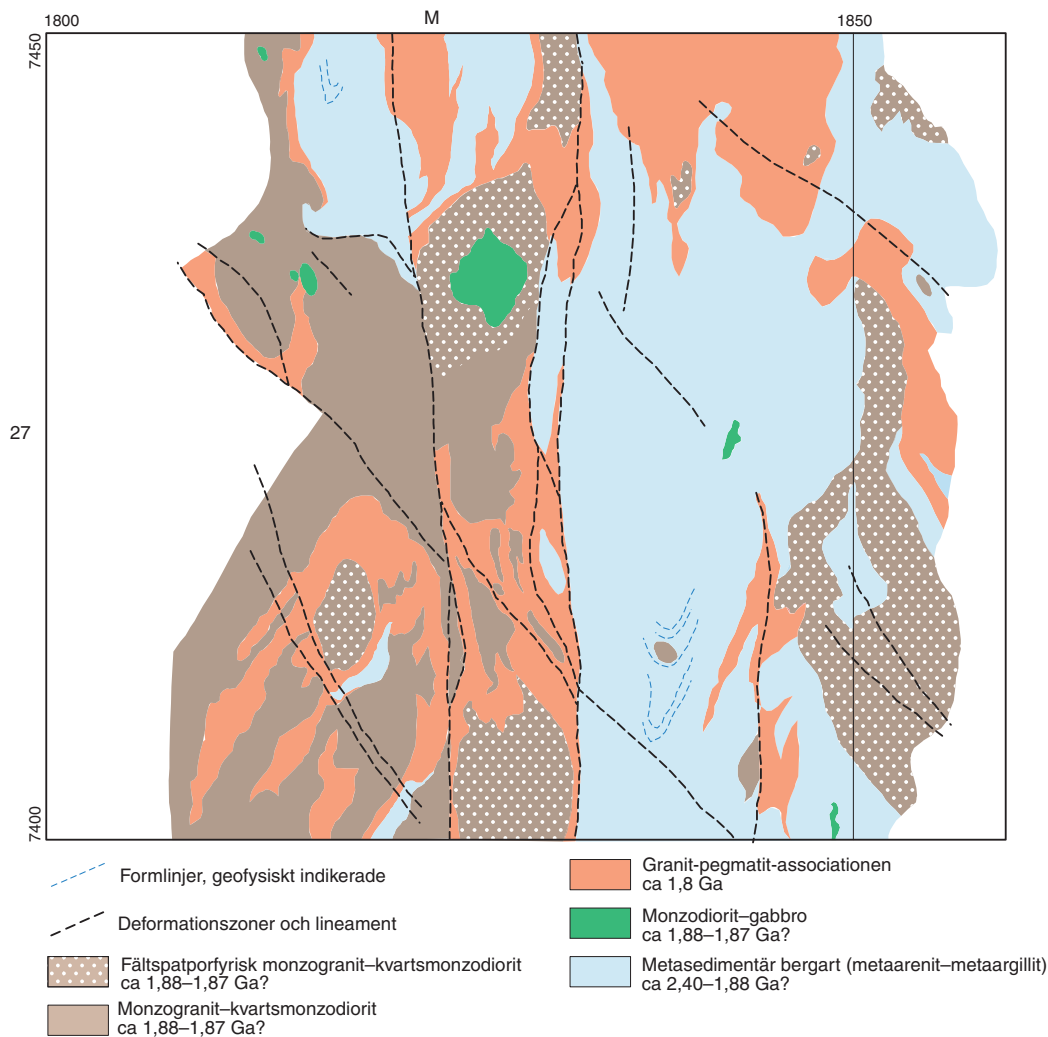 1800
M
1850
7450
27
7400
Formlinjer, geofysiskt indikerade
Deformationszoner och lineament
Fältspatporfyrisk monzogranit–kvartsmonzodiorit
ca 1,88–1,87 Ga?
Monzogranit–kvartsmonzodiorit
ca 1,88–1,87 Ga?
Granit-pegmatit-associationen
ca 1,8 Ga
Monzodiorit–gabbro
ca 1,88–1,87 Ga?
Metasedimentär bergart (metaarenit–metaargillit)
ca 2,40–1,88 Ga?